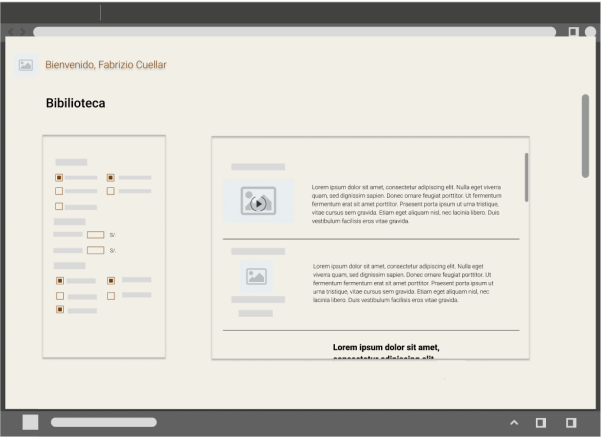 Bienvenido, Fabrizio Cuellar
Bibilioteca
S/.
S/.
Lorem ipsum dolor sit amet, consectetur adipiscing elit. Nulla eget viverra
quam, sed dignissim sapien. Donec ornare feugiat porttitor. Ut fermentum
fermentum erat sit amet porttitor. Praesent porta ipsum ut urna tristique,
vitae cursus sem gravida. Etiam eget aliquam nisl, nec lacinia libero. Duis
vestibulum facilisis eros vitae gravida.
Lorem ipsum dolor sit amet, consectetur adipiscing elit. Nulla eget
viverra quam, sed dignissim sapien. Donec ornare feugiat porttitor. Ut
fermentum fermentum erat sit amet porttitor. Praesent porta ipsum ut
urna tristique, vitae cursus sem gravida. Etiam eget aliquam nisl, nec
lacinia libero. Duis vestibulum facilisis eros vitae gravida.
Lorem ipsum dolor sit amet,
consectetur adipiscing elit.